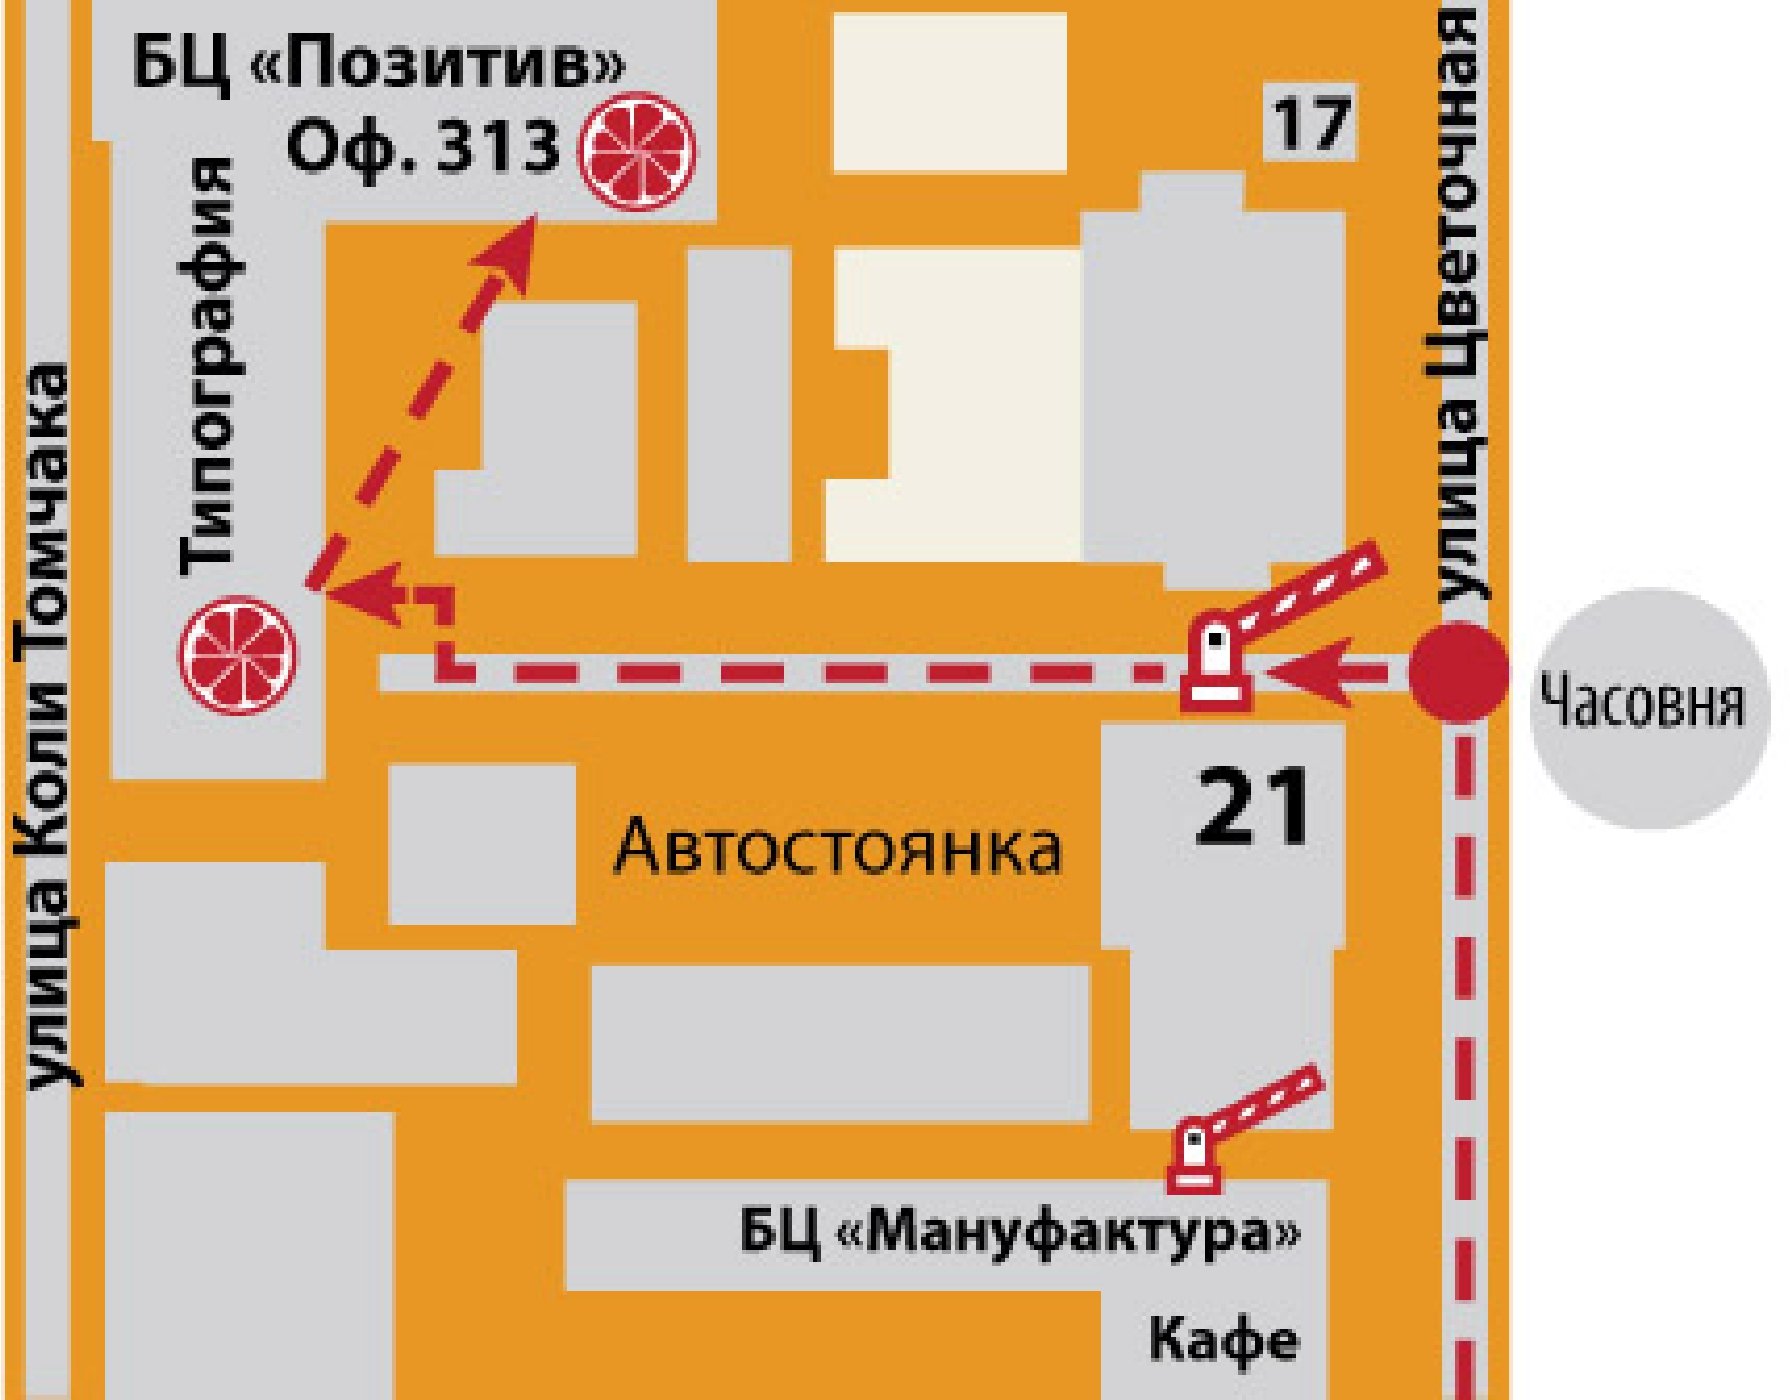 БЦ «Позитив»
Оф. 313
Типография
17
улица Цветочная
улица Коли Томчака
Часовня
21
Автостоянка
БЦ «Мануфактура»
Кафе